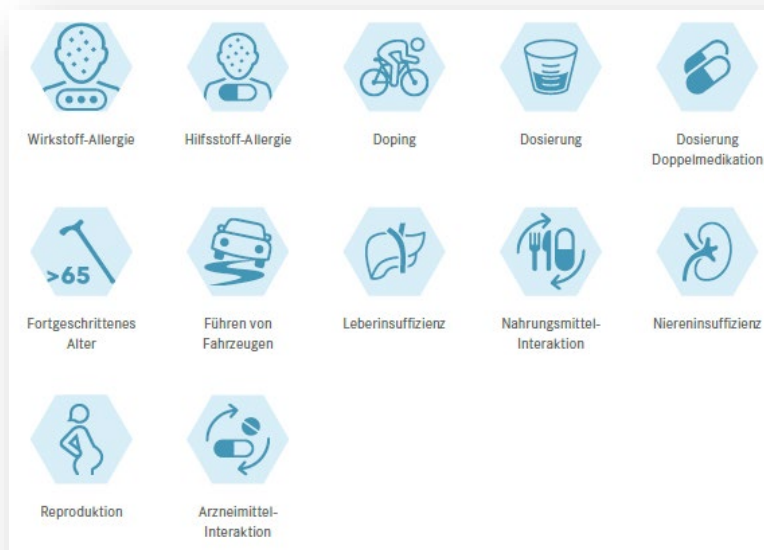 Wirkstoff-Allergie
Hilfsstoff-Allergie
Doping
Dosierung
Dosierung
Doppelmedikation
>65
Fortgeschrittenes
Alter
Führen von
Fahrzeugen
Leberinsuffizienz
Nahrungsmittel-
Interaktion
Niereninsuffizienz
Reproduktion
Arzneimittel-
Interaktion